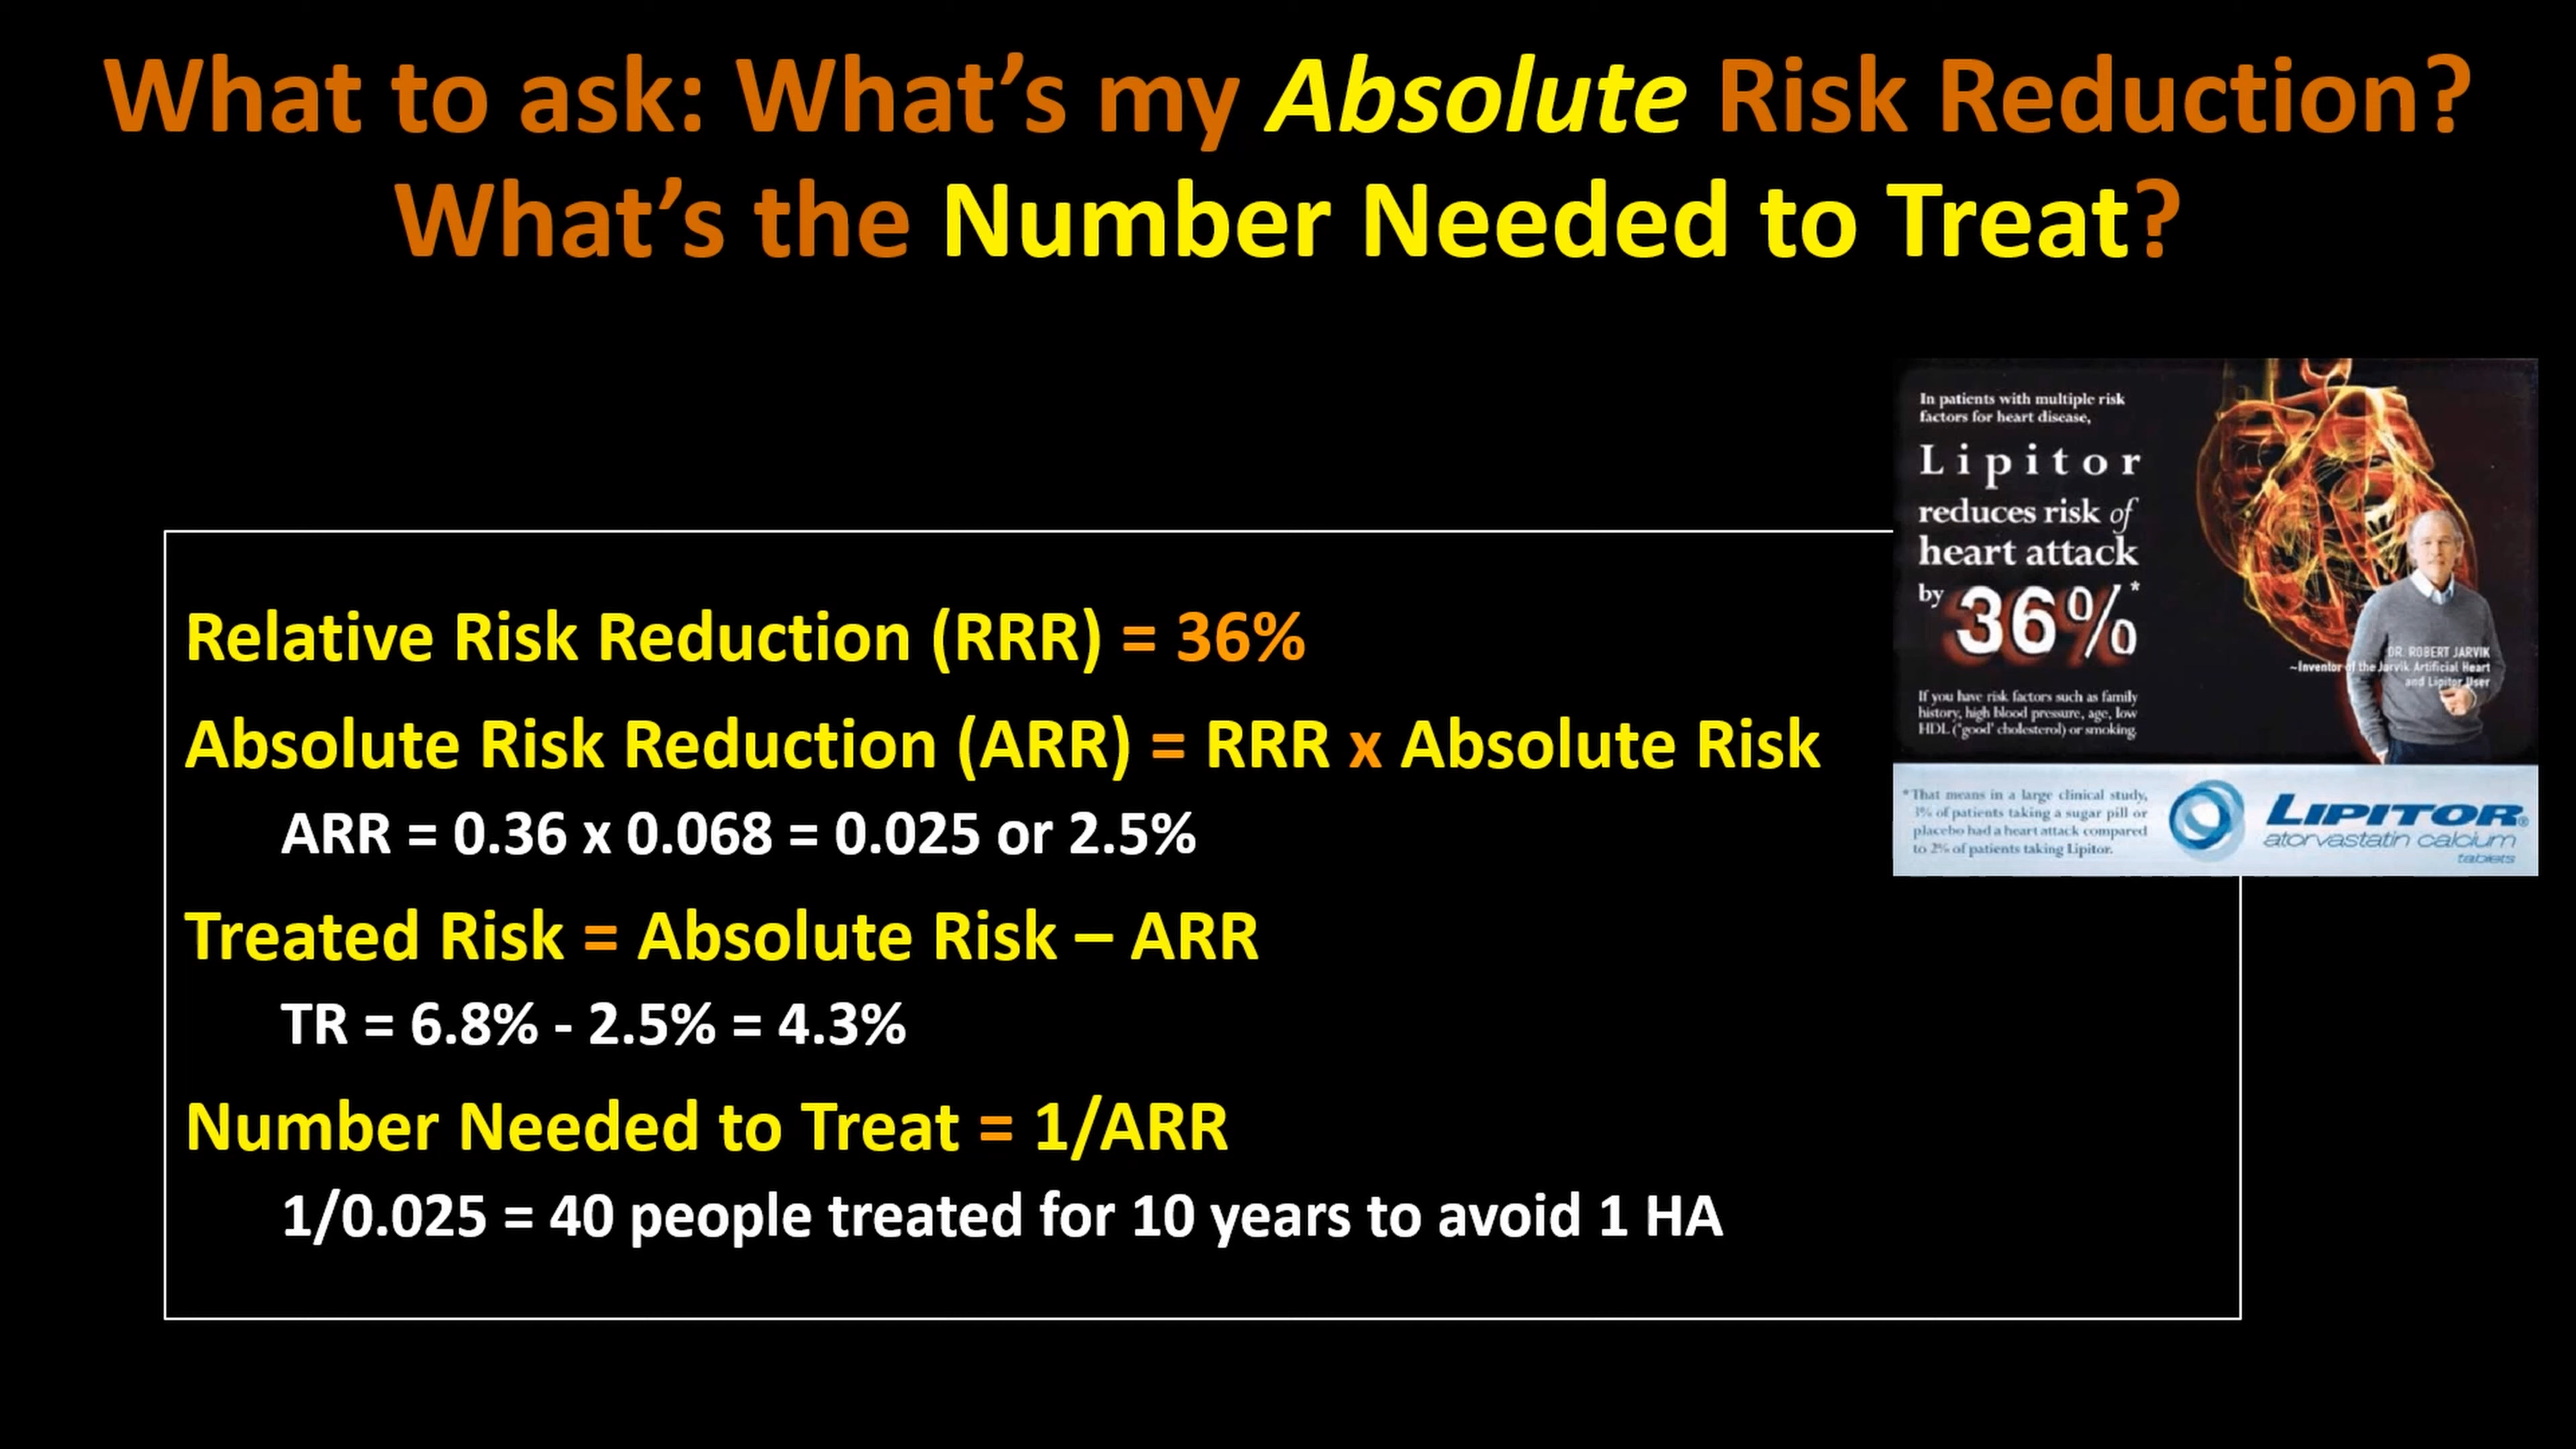 What to ask: What’s my Absolute Risk Reduction?
What’s the Number Needed to Treat?
In patients with multiple risk
factors for heart disease,
Lipitor
reduces risk of
heart attack
by 36%*
DR. ROBERT JARVIK
~Inventor of the Jarvik Artificial Heart
and Lipitor User
If you have risk factors such as family
history, high blood pressure, age, low
HDL ('good' cholesterol) or smoking.
*That means in a large clinical study,
3% of patients taking a sugar pill or
placebo had a heart attack compared
to 2% of patients taking Lipitor.
LIPITOR®
atorvastatin calcium
tablets
Relative Risk Reduction (RRR) = 36%
Absolute Risk Reduction (ARR) = RRR x Absolute Risk
ARR = 0.36 x 0.068 = 0.025 or 2.5%
Treated Risk = Absolute Risk – ARR
TR = 6.8% - 2.5% = 4.3%
Number Needed to Treat = 1/ARR
1/0.025 = 40 people treated for 10 years to avoid 1 HA